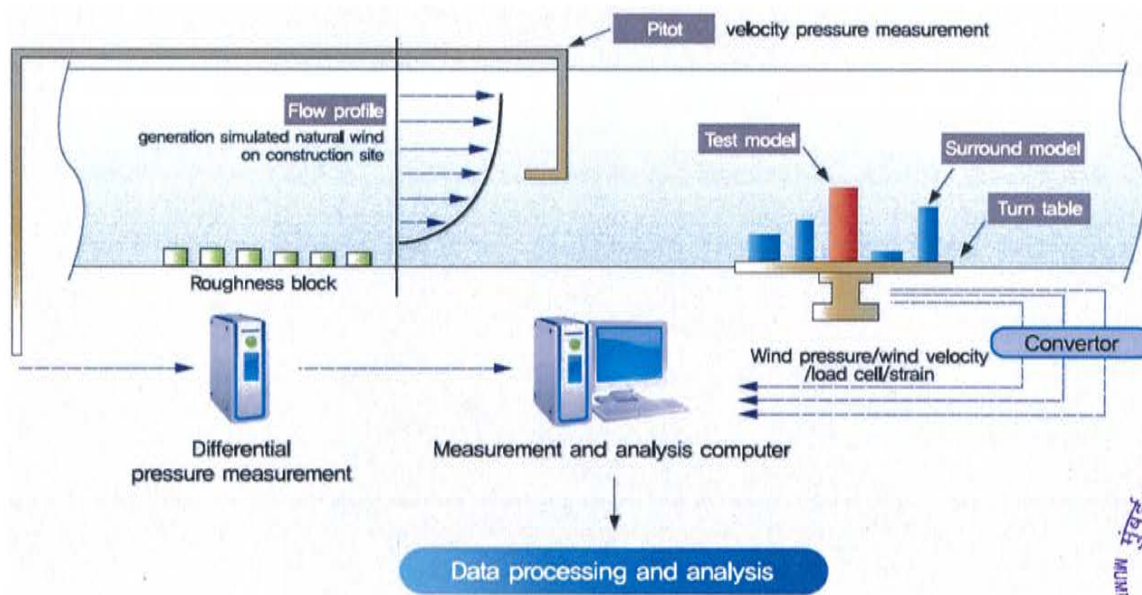 Pitot velocity pressure measurement
Flow profile
generation simulated natural wind
on construction site
Test model
Surround model
Turn table
Roughness block
Convertor
Wind pressure/wind velocity
/load cell/strain
Differential
pressure measurement
Measurement and analysis computer
Data processing and analysis